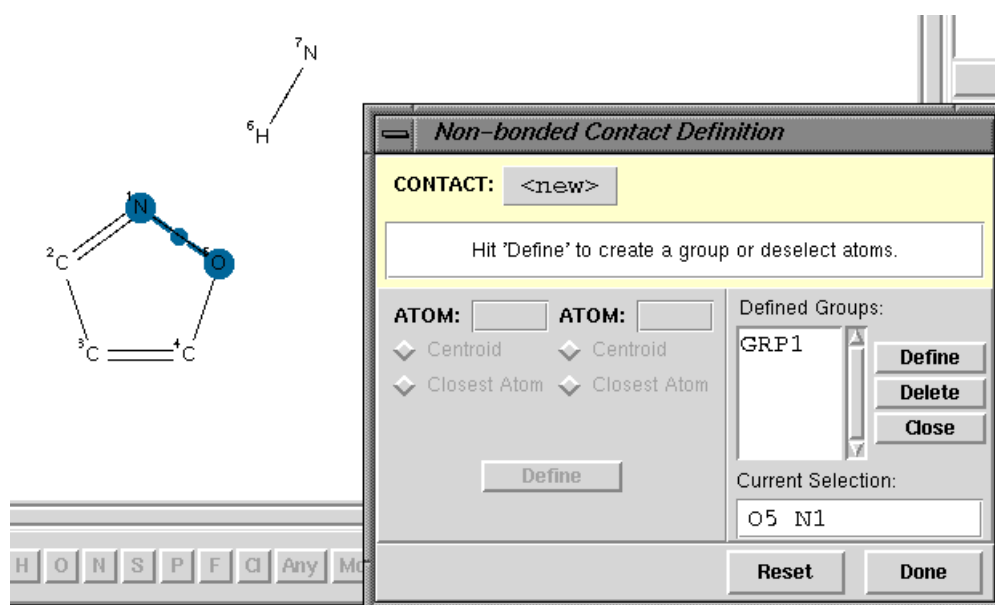 7N
6H
1N
2C
5O
3C
4C
Non-bonded Contact Definition
CONTACT: <new>
Hit 'Define' to create a group or deselect atoms.
ATOM: ATOM:
Centroid Centroid
Closest Atom Closest Atom
Define
Defined Groups:
GRP1
Define
Delete
Close
Current Selection:
O5 N1
H O N S P F Cl Any
Reset Done